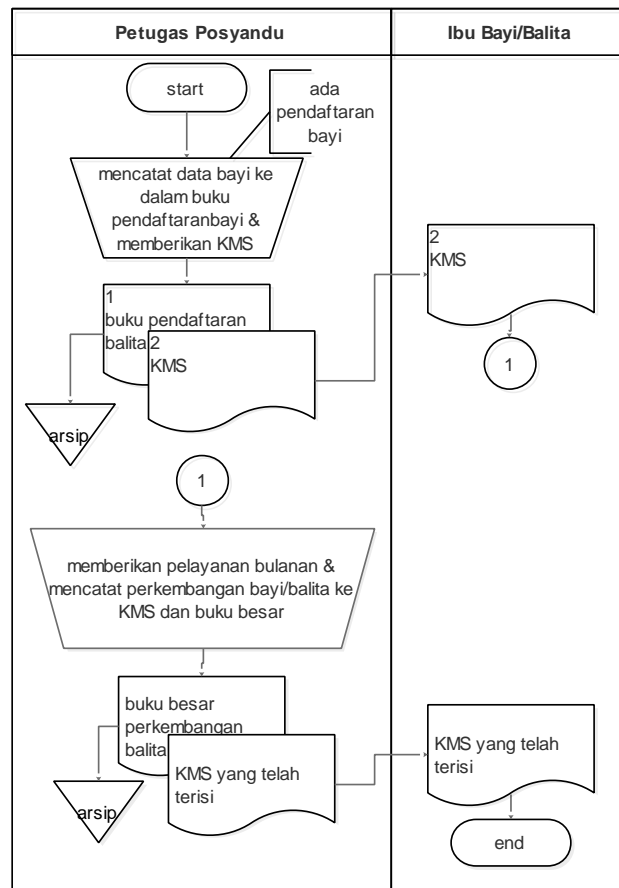 Petugas Posyandu
Ibu Bayi/Balita
start
ada
pendaftaran
bayi
mencatat data bayi ke
dalam buku
pendaftaranbayi &
memberikan KMS
1
buku pendaftaran
balita
2
KMS
arsip
2
KMS
1
1
memberikan pelayanan bulanan &
mencatat perkembangan bayi/balita ke
KMS dan buku besar
buku besar
perkembangan
balita
KMS yang telah
terisi
arsip
KMS yang telah
terisi
end